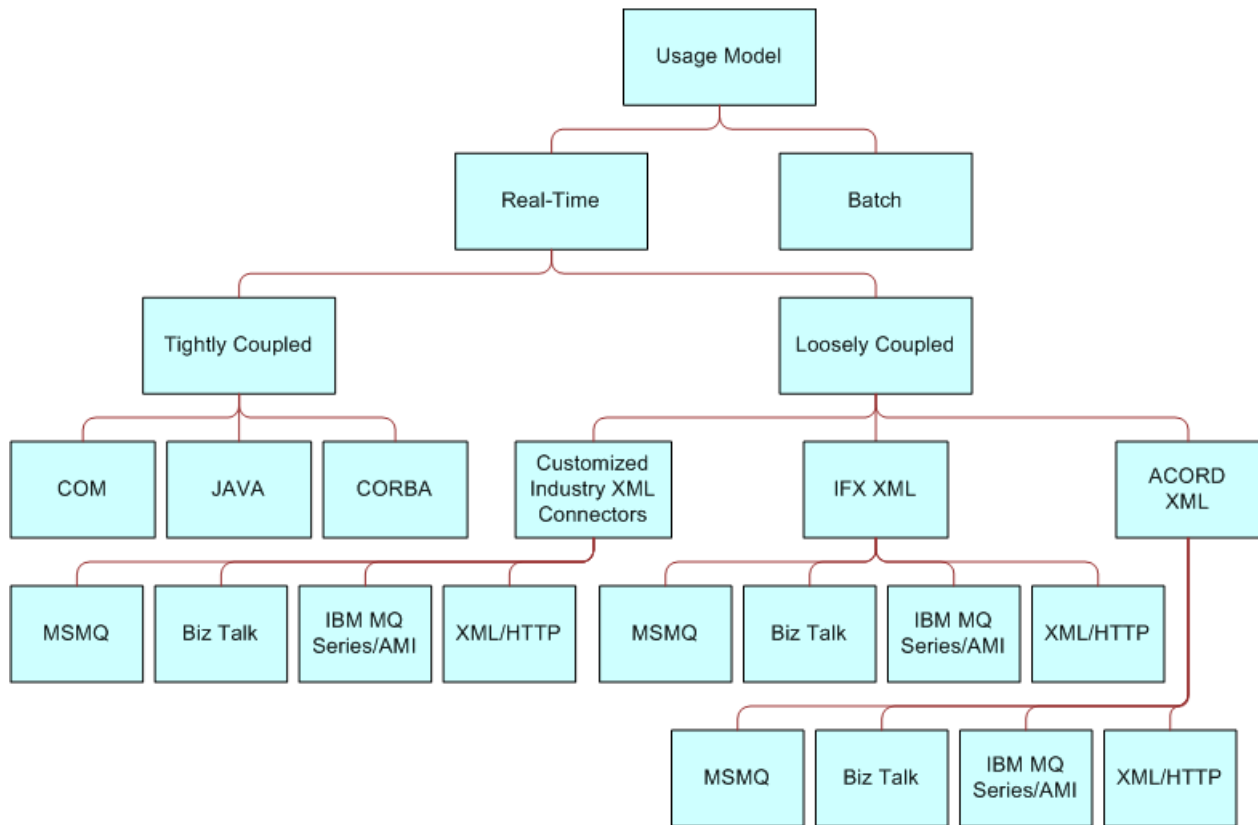 Usage Model
Real-Time
Batch
Tightly Coupled
Loosely Coupled
COM
JAVA
CORBA
Customized
Industry XML
Connectors
IFX XML
ACORD
XML
MSMQ
Biz Talk
IBM MQ
Series/AMI
XML/HTTP
MSMQ
Biz Talk
IBM MQ
Series/AMI
XML/HTTP
MSMQ
Biz Talk
IBM MQ
Series/AMI
XML/HTTP